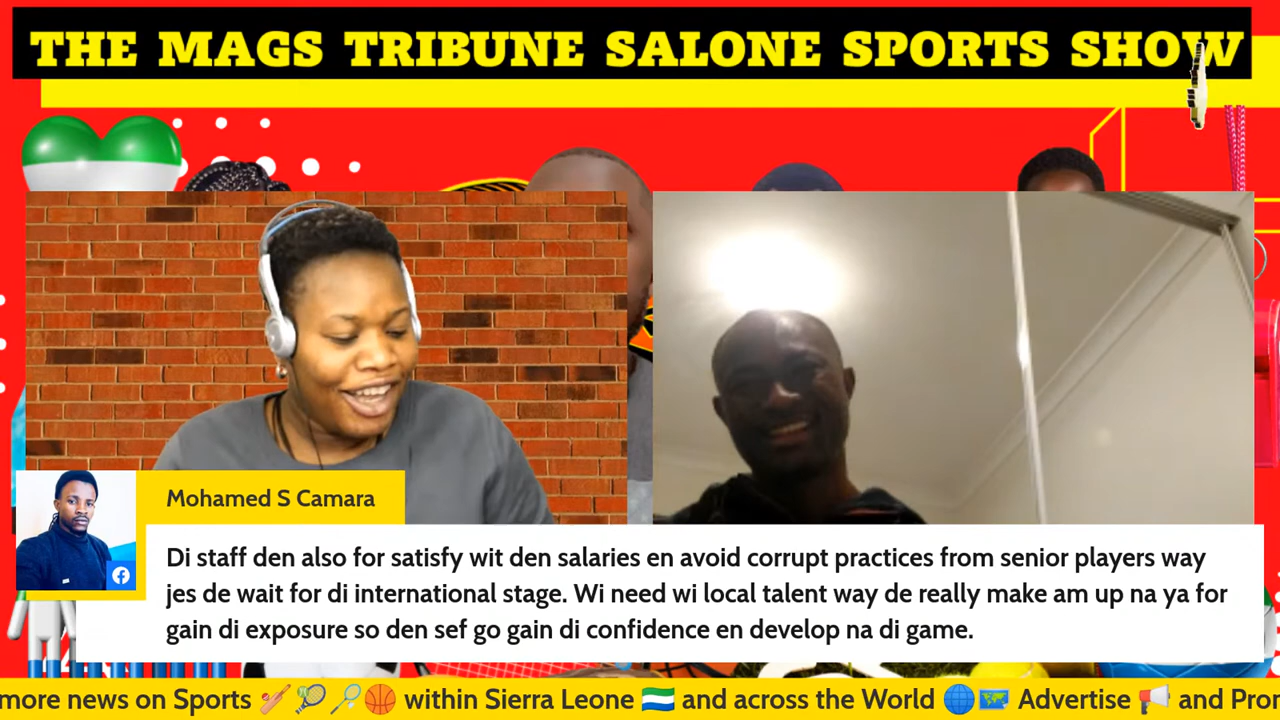 THE MAGS TRIBUNE SALONE SPORTS SHOW
Mohamed S Camara
Di staff den also for satisfy wit den salaries en avoid corrupt practices from senior players way
jes de wait for di international stage. Wi need wi local talent way de really make am up na ya for
gain di exposure so den sef go gain di confidence en develop na di game.
more news on Sports 🏏🎾🏸🏀 within Sierra Leone 🇸🇱 and across the World 🌐🗺️ Advertise 📢 and